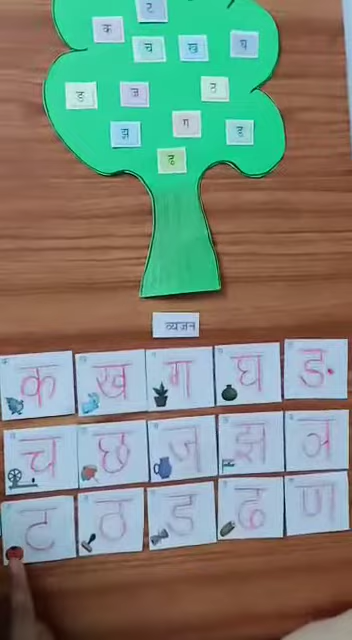 ट
क च ख
ड ज ठ
झ ग
ढ
व्यंजन
क ख ग घ ङ
च छ ज झ ञ
ट ठ ड ढ ण